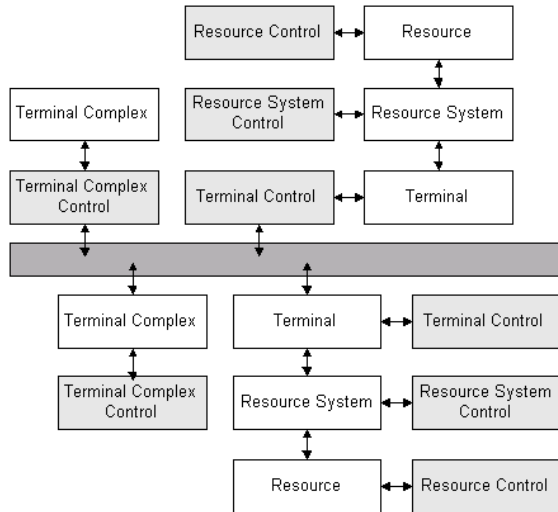 Resource Control
Resource
Terminal Complex
Resource System
Control
Resource System
Terminal Complex
Control
Terminal Control
Terminal
Terminal Complex
Terminal
Terminal Control
Terminal Complex
Control
Resource System
Resource System
Control
Resource
Resource Control